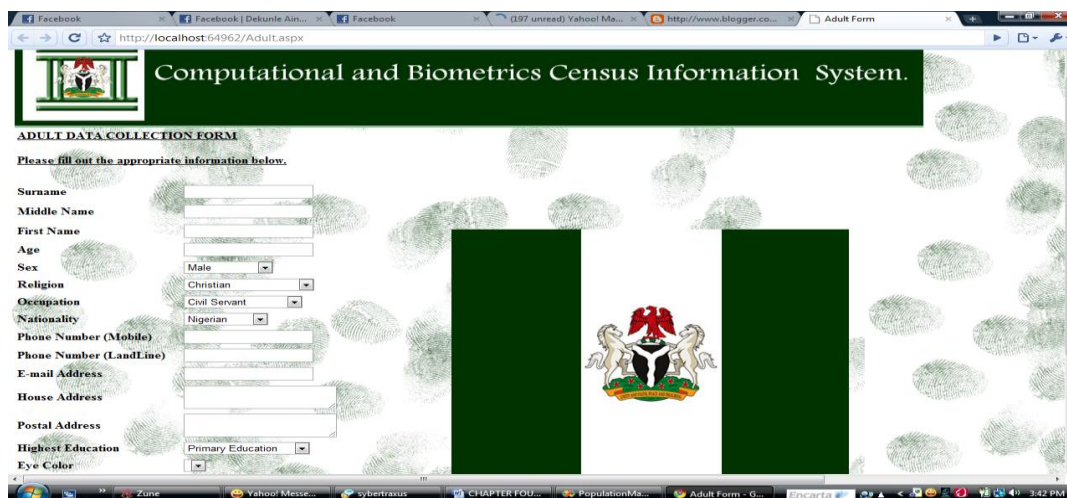 Facebook
Facebook | Dekunle Ain...
Facebook
(197 unread) Yahoo! Ma...
http://www.blogger.co...
Adult Form
http://localhost:64962/Adult.aspx
Computational and Biometrics Census Information System.
ADULT DATA COLLECTION FORM
Please fill out the appropriate information below.
Surname
Middle Name
First Name
Age
Sex Male
Religion Christian
Occupation Civil Servant
Nationality Nigerian
Phone Number (Mobile)
Phone Number (LandLine)
E-mail Address
House Address
Postal Address
Highest Education Primary Education
Eye Color
Zune
Yahoo! Messe...
sybertraxus
CHAPTER FOU...
PopulationMa...
Adult Form - G...
Encarta
3:42 PM